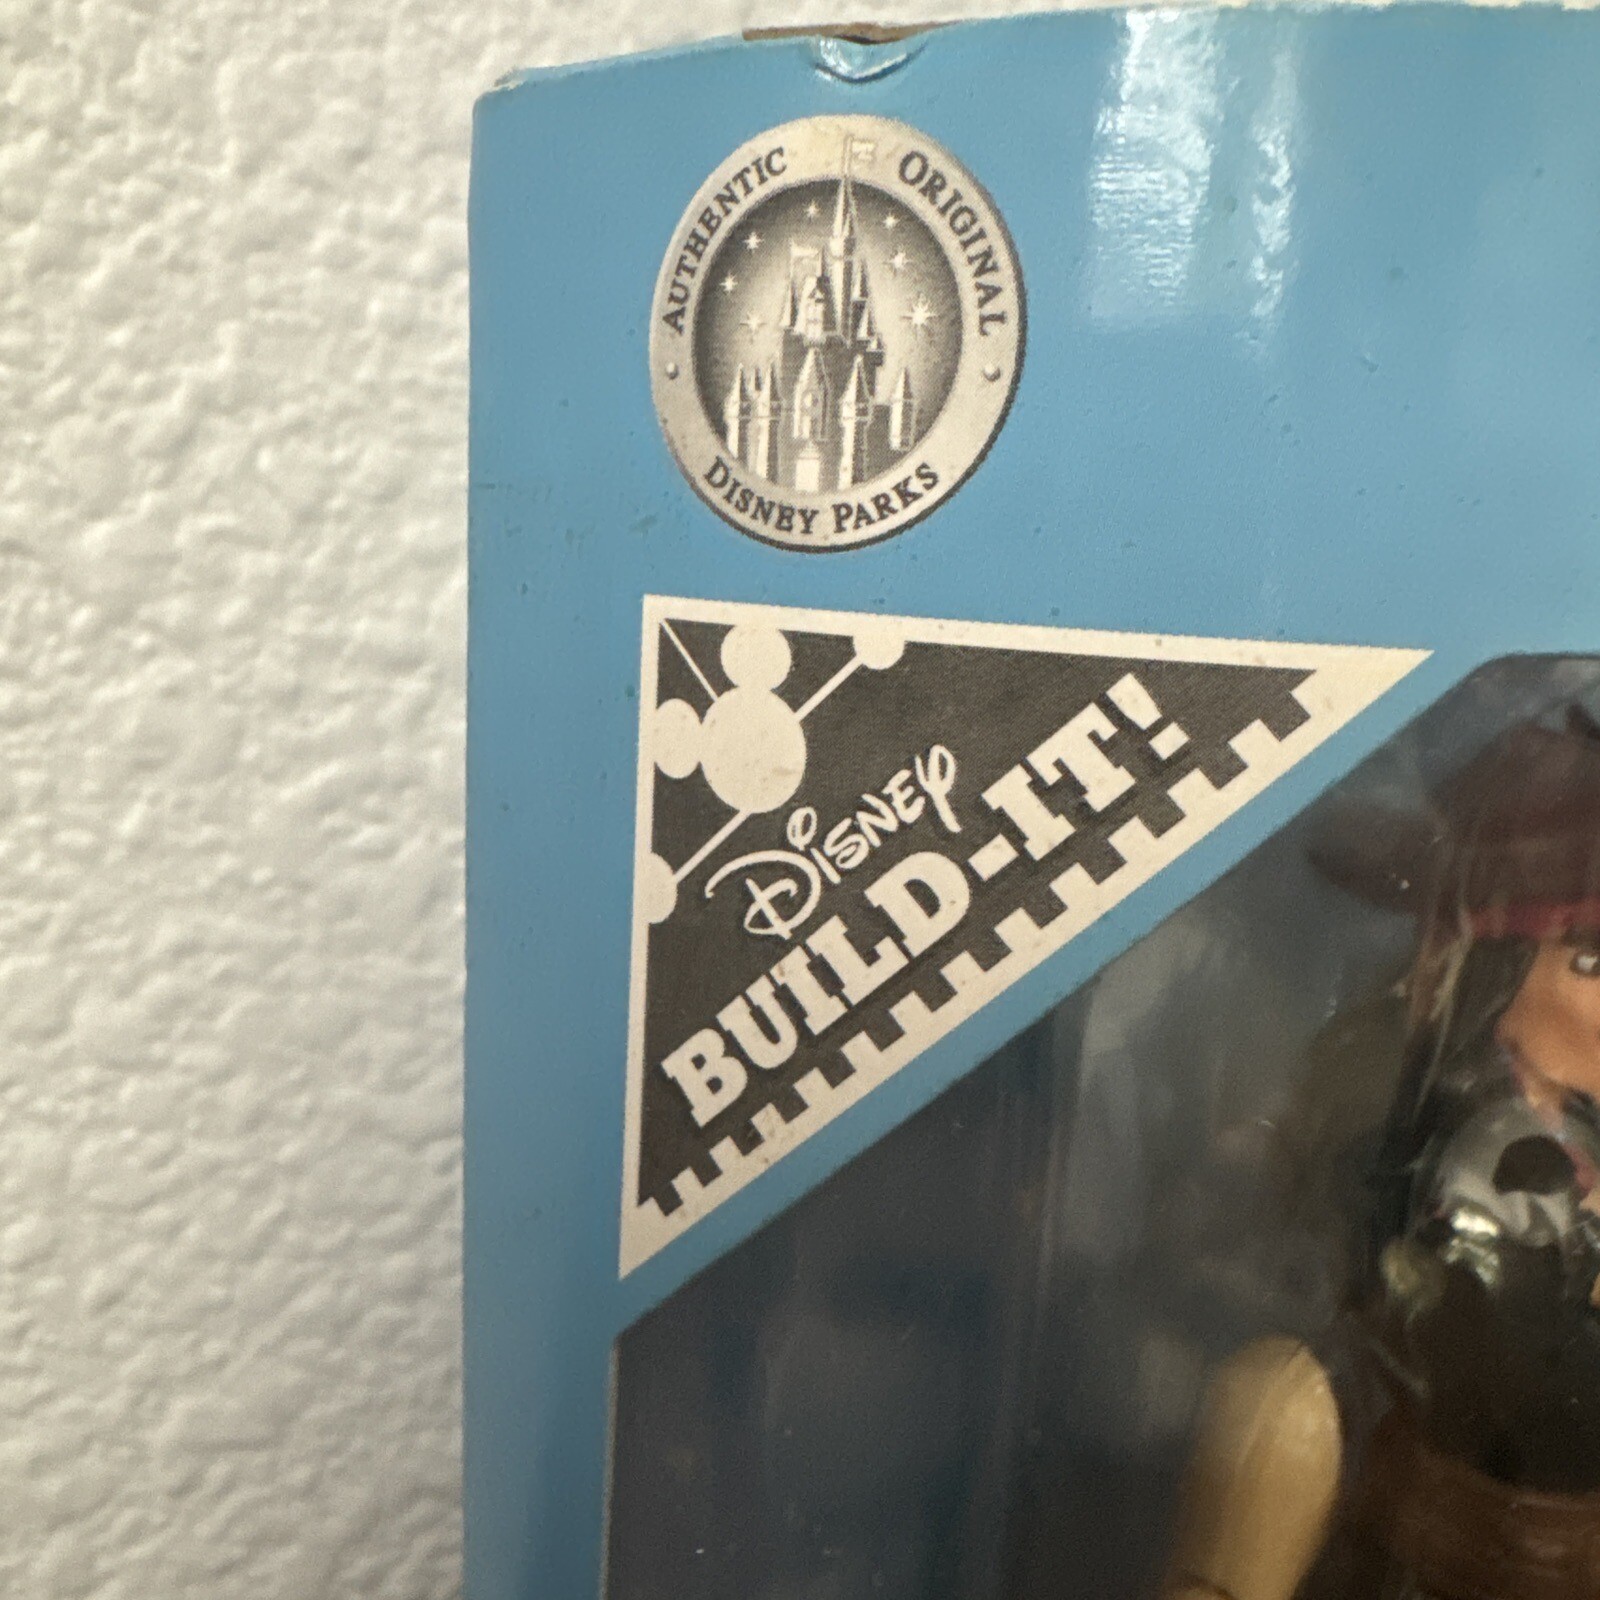 AUTHENTIC ORIGINAL
DISNEY PARKS
DISNEY
BUILD-IT!